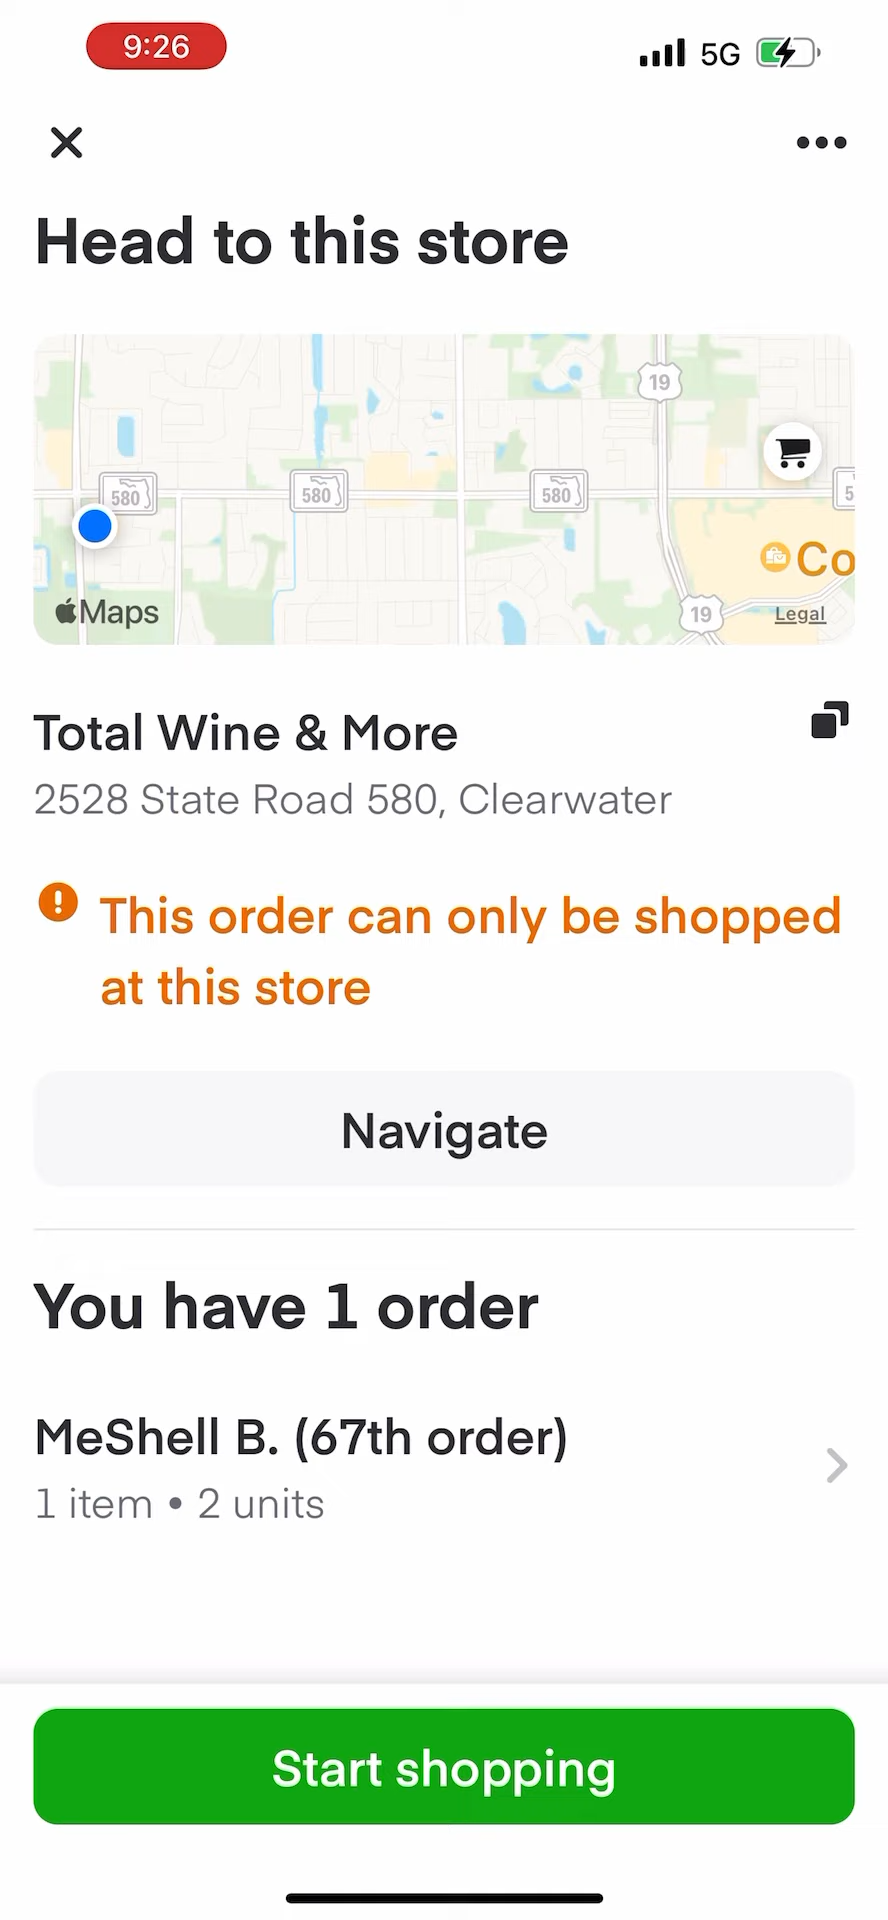 9:26
5G
Head to this store
19
580
580
580
5
Co
19
Maps
Legal
Total Wine & More
2528 State Road 580, Clearwater
This order can only be shopped
at this store
Navigate
You have 1 order
MeShell B. (67th order)
1 item • 2 units
Start shopping